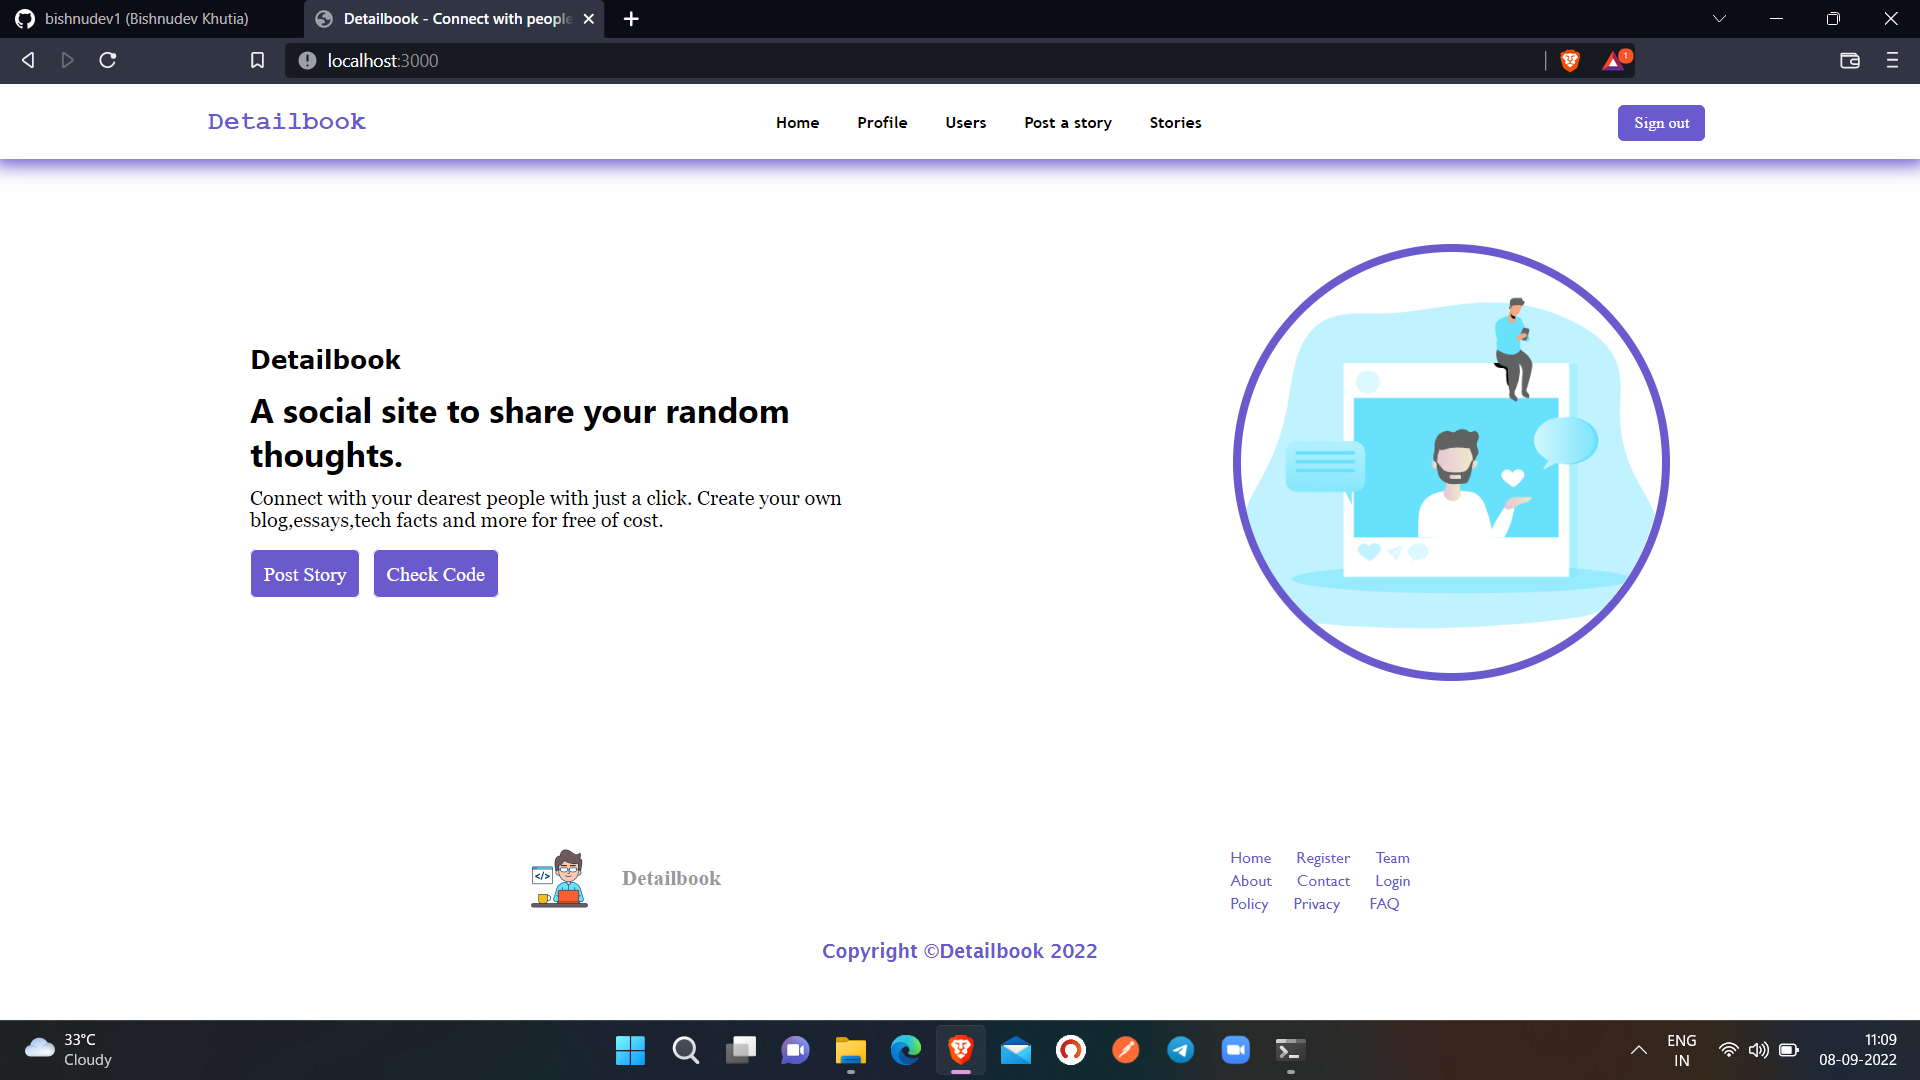 bishnudev1 (Bishnudev Khutia)
Detailbook - Connect with people
localhost:3000
1
Detailbook
Home Profile Users Post a story Stories
Sign out
Detailbook
A social site to share your random
thoughts.
Connect with your dearest people with just a click. Create your own
blog,essays,tech facts and more for free of cost.
Post Story Check Code
</>
Detailbook
Home Register Team
About Contact Login
Policy Privacy FAQ
Copyright ©Detailbook 2022
33°C
Cloudy
ENG
IN
11:09
08-09-2022